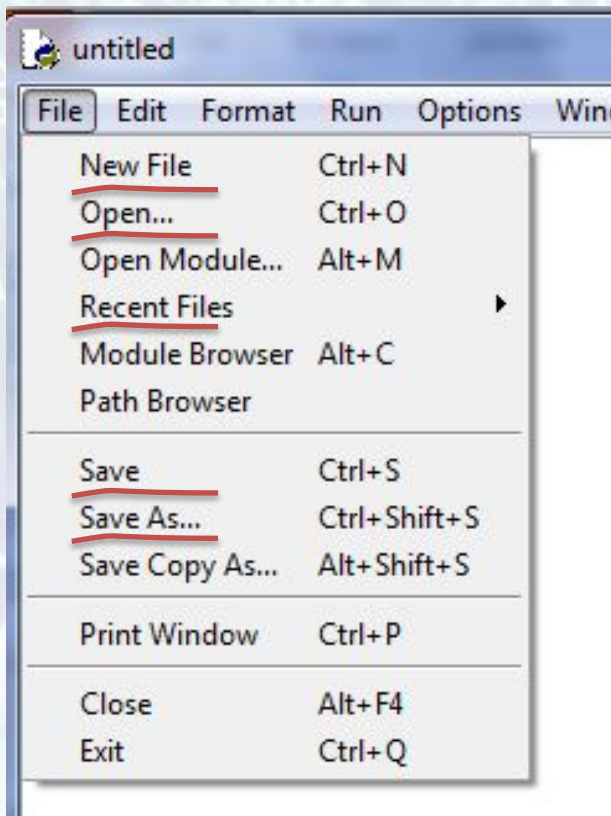 untitled
File Edit Format Run Options
New File Ctrl+N
Open... Ctrl+O
Open Module... Alt+M
Recent Files
Module Browser Alt+C
Path Browser
Save Ctrl+S
Save As... Ctrl+Shift+S
Save Copy As... Alt+Shift+S
Print Window Ctrl+P
Close Alt+F4
Exit Ctrl+Q